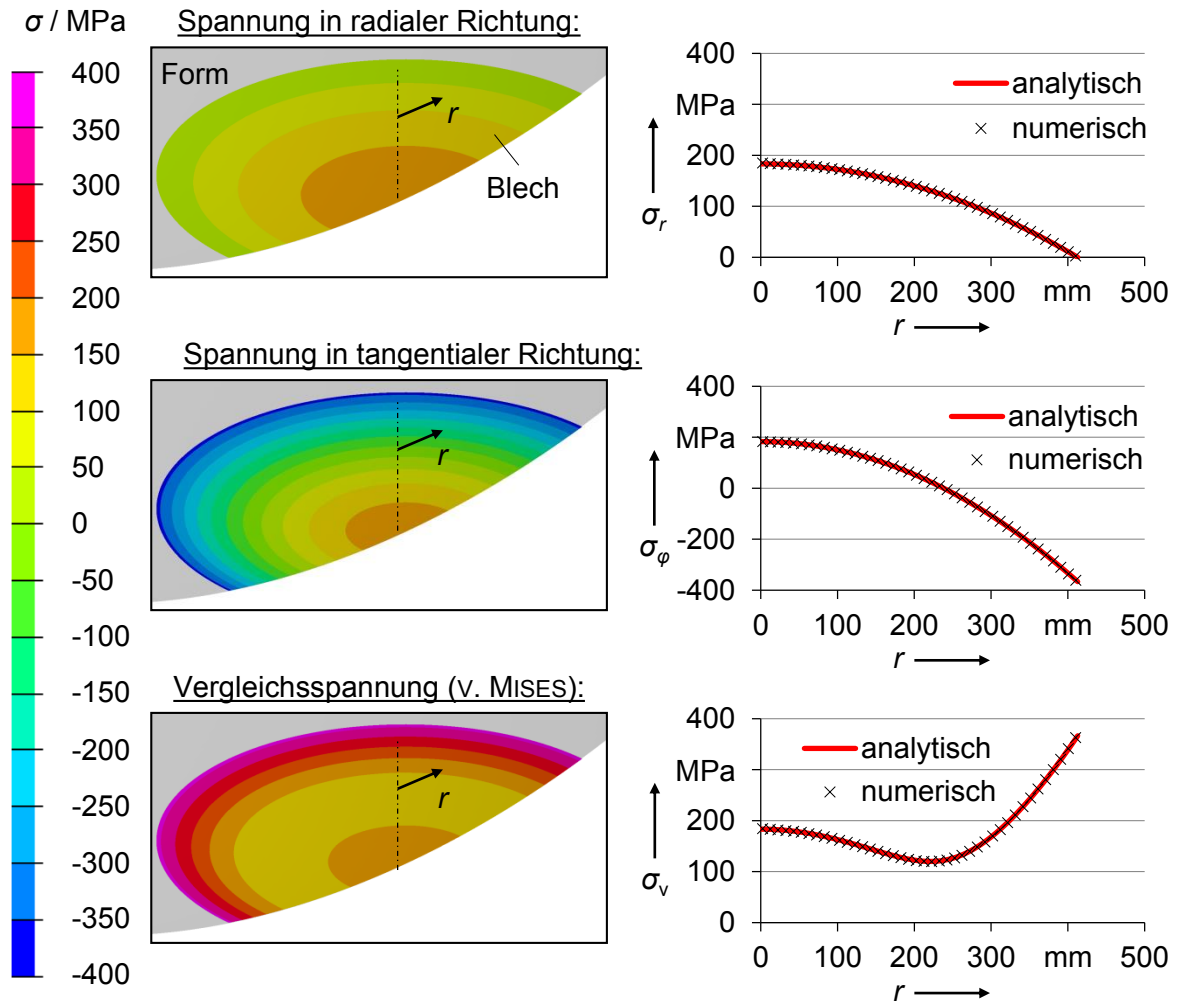 σ / MPa
400
350
300
250
200
150
100
50
0
-50
-100
-150
-200
-250
-300
-350
-400
Spannung in radialer Richtung:
Form
r
Blech
400
MPa
200
100
0
σr
analytisch
numerisch
0 100 200 300 mm 500
r
Spannung in tangentialer Richtung:
r
400
MPa
0
-200
-400
σφ
analytisch
numerisch
0 100 200 300 mm 500
r
Vergleichsspannung (V. MISES):
r
400
MPa
200
100
0
σv
analytisch
numerisch
0 100 200 300 mm 500
r